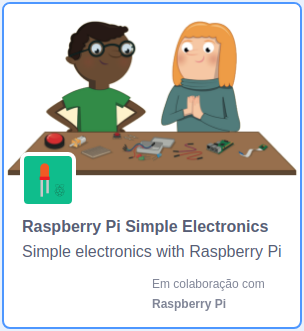 Raspberry Pi Simple Electronics
Simple electronics with Raspberry Pi
Em colaboração com
Raspberry Pi